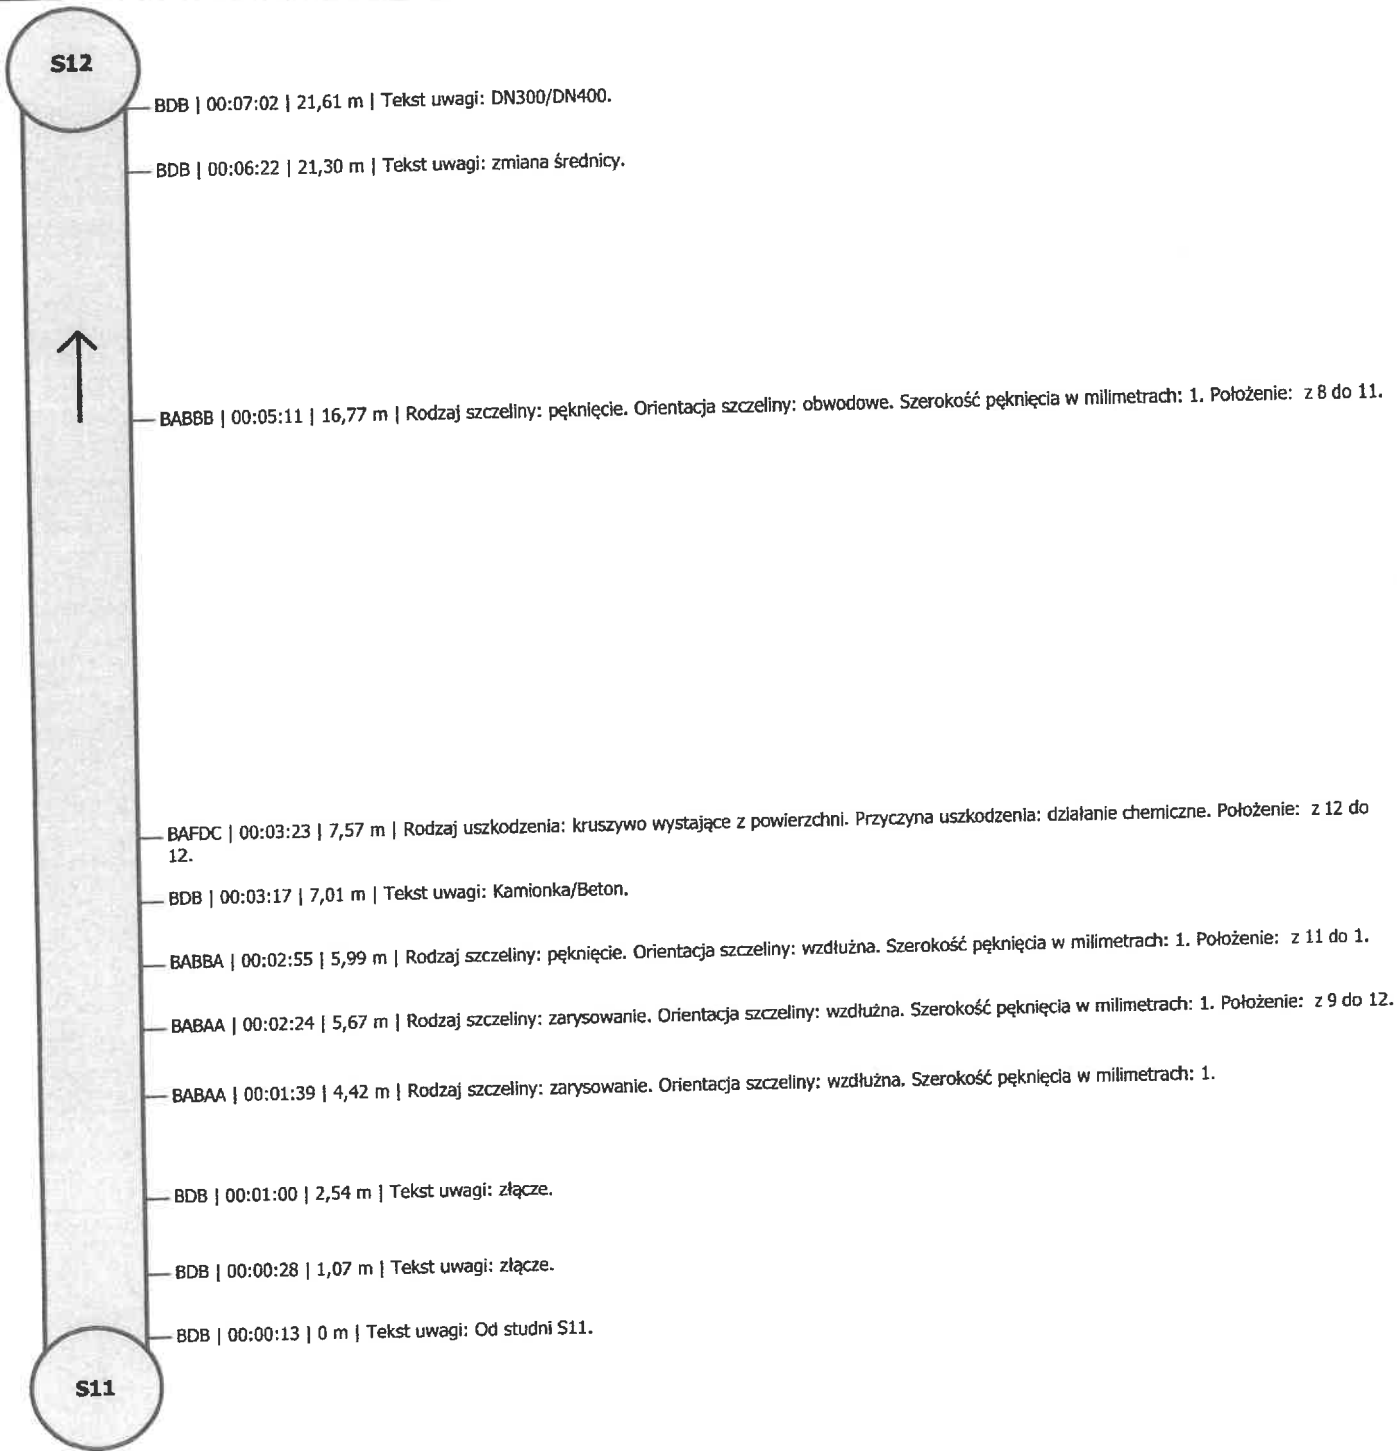 S12
BDB | 00:07:02 | 21,61 m | Tekst uwagi: DN300/DN400.
BDB | 00:06:22 | 21,30 m | Tekst uwagi: zmiana średnicy.
BABBB | 00:05:11 | 16,77 m | Rodzaj szczeliny: pęknięcie. Orientacja szczeliny: obwodowe. Szerokość pęknięcia w milimetrach: 1. Położenie: z 8 do 11.
BAFDC | 00:03:23 | 7,57 m | Rodzaj uszkodzenia: kruszywo wystające z powierzchni. Przyczyna uszkodzenia: działanie chemiczne. Położenie: z 12 do
12.
BDB | 00:03:17 | 7,01 m | Tekst uwagi: Kamionka/Beton.
BABBA | 00:02:55 | 5,99 m | Rodzaj szczeliny: pęknięcie. Orientacja szczeliny: wzdłużna. Szerokość pęknięcia w milimetrach: 1. Położenie: z 11 do 1.
BABAA | 00:02:24 | 5,67 m | Rodzaj szczeliny: zarysowanie. Orientacja szczeliny: wzdłużna. Szerokość pęknięcia w milimetrach: 1. Położenie: z 9 do 12.
BABAA | 00:01:39 | 4,42 m | Rodzaj szczeliny: zarysowanie. Orientacja szczeliny: wzdłużna. Szerokość pęknięcia w milimetrach: 1.
BDB | 00:01:00 | 2,54 m | Tekst uwagi: złącze.
BDB | 00:00:28 | 1,07 m | Tekst uwagi: złącze.
BDB | 00:00:13 | 0 m | Tekst uwagi: Od studni S11.
S11